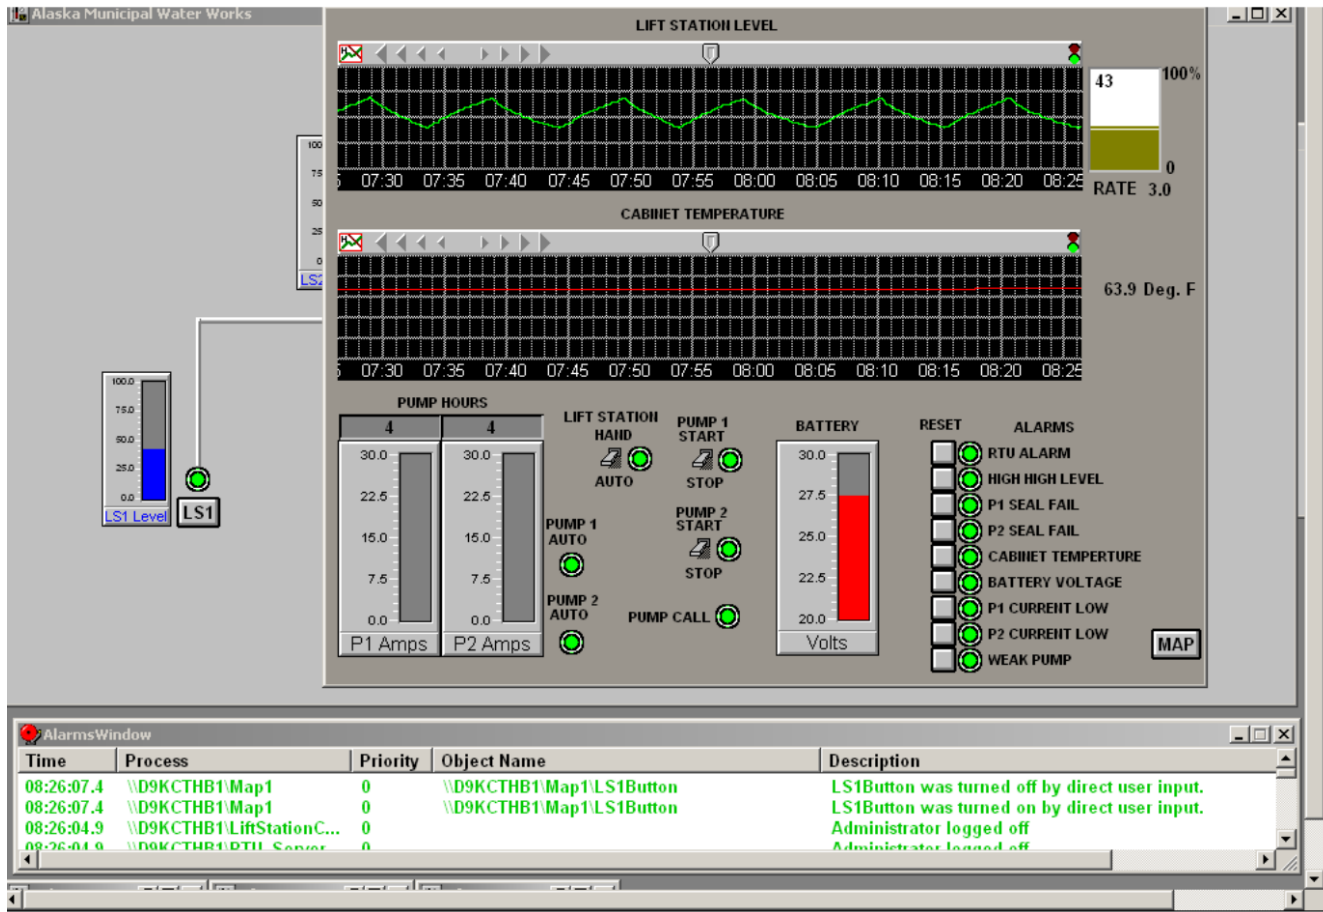 Alaska Municipal Water Works
LIFT STATION LEVEL
43
100%
0
RATE 3.0
07:30 07:35 07:40 07:45 07:50 07:55 08:00 08:05 08:10 08:15 08:20 08:25
CABINET TEMPERATURE
63.9 Deg. F
07:30 07:35 07:40 07:45 07:50 07:55 08:00 08:05 08:10 08:15 08:20 08:25
100
75
50
25
0
LS2
100.0
75.0
50.0
25.0
0.0
LS1 Level
LS1
PUMP HOURS
4 4
30.0 30.0
22.5 22.5
15.0 15.0
7.5 7.5
0.0 0.0
P1 Amps P2 Amps
LIFT STATION
HAND
AUTO
PUMP 1
START
STOP
PUMP 1
AUTO
PUMP 2
START
STOP
PUMP 2
AUTO
PUMP CALL
BATTERY
30.0
27.5
25.0
22.5
20.0
Volts
RESET ALARMS
RTU ALARM
HIGH HIGH LEVEL
P1 SEAL FAIL
P2 SEAL FAIL
CABINET TEMPERTURE
BATTERY VOLTAGE
P1 CURRENT LOW
P2 CURRENT LOW
WEAK PUMP
MAP
AlarmsWindow
Time Process Priority Object Name Description
08:26:07.4 \\D9KCTHB1\Map1 0 \\D9KCTHB1\Map1\LS1Button LS1Button was turned off by direct user input.
08:26:07.4 \\D9KCTHB1\Map1 0 \\D9KCTHB1\Map1\LS1Button LS1Button was turned on by direct user input.
08:26:04.9 \\D9KCTHB1\LiftStationC... 0 Administrator logged off
08:26:04.9 \\D9KCTHB1\RTU_Server 0 Administrator logged off